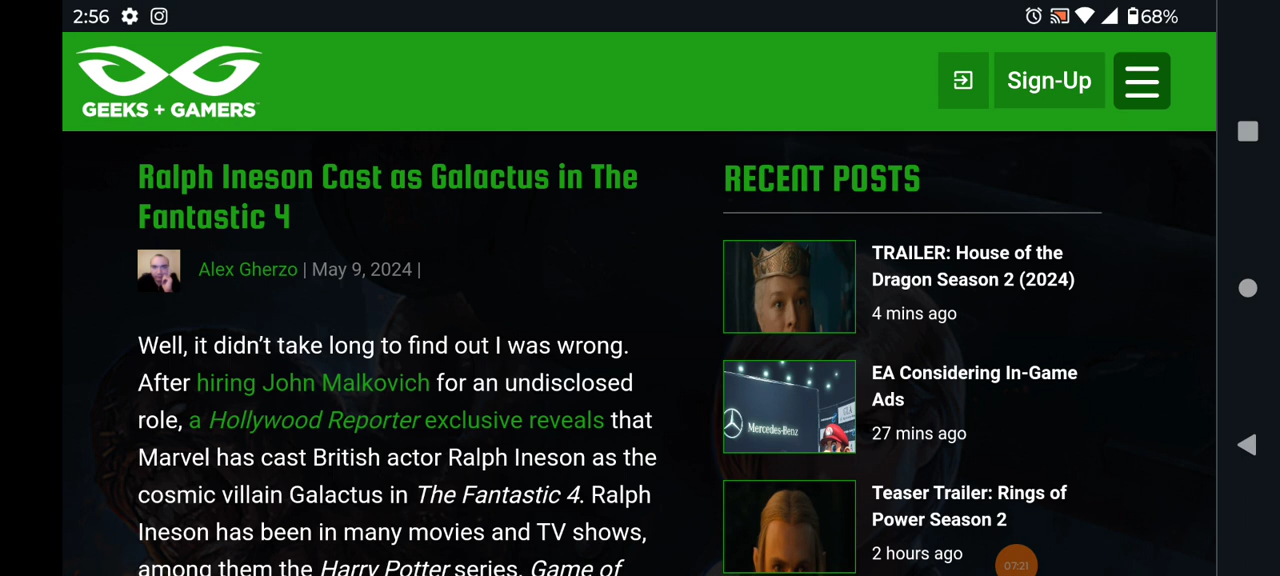 2:56
68%
GEEKS + GAMERS
Sign-Up
Ralph Ineson Cast as Galactus in The
Fantastic 4
Alex Gherzo | May 9, 2024 |
Well, it didn’t take long to find out I was wrong.
After hiring John Malkovich for an undisclosed
role, a Hollywood Reporter exclusive reveals that
Marvel has cast British actor Ralph Ineson as the
cosmic villain Galactus in The Fantastic 4. Ralph
Ineson has been in many movies and TV shows,
among them the Harry Potter series, Game of
RECENT POSTS
TRAILER: House of the
Dragon Season 2 (2024)
4 mins ago
Mercedes-Benz
EA Considering In-Game
Ads
27 mins ago
Teaser Trailer: Rings of
Power Season 2
2 hours ago
07:21